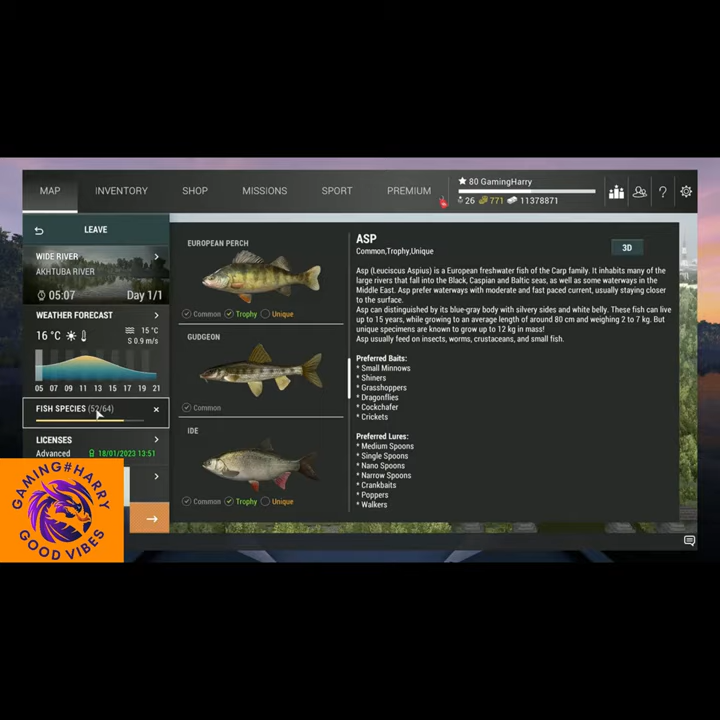 MAP
INVENTORY
SHOP
MISSIONS
SPORT
PREMIUM
80 GamingHarry
26 771 11378871
?
LEAVE
WIDE RIVER
AKHTUBA RIVER
05:07 Day 1/1
WEATHER FORECAST
16 °C 15 °C
S 0.9 m/s
05 07 09 11 13 15 17 19 21
FISH SPECIES (52/64)
LICENSES
Advanced 18/01/2023 13:51
GAMING#HARRY
GOOD VIBES
EUROPEAN PERCH
Common Trophy Unique
GUDGEON
Common
IDE
Common Trophy Unique
ASP
Common,Trophy,Unique
3D
Asp (Leuciscus Aspius) is a European freshwater fish of the Carp family. It inhabits many of the
large rivers that fall into the Black, Caspian and Baltic seas, as well as some waterways in the
Middle East. Asp prefer waterways with moderate and fast paced current, usually staying closer
to the surface.
Asp can distinguished by its blue-gray body with silvery sides and white belly. These fish can live
up to 15 years, while growing to an average length of around 80 cm and weighing 2 to 7 kg. But
unique specimens are known to grow up to 12 kg in mass!
Asp usually feed on insects, worms, crustaceans, and small fish.
Preferred Baits:
* Small Minnows
* Shiners
* Grasshoppers
* Dragonflies
* Cockchafer
* Crickets
Preferred Lures:
* Medium Spoons
* Single Spoons
* Nano Spoons
* Narrow Spoons
* Crankbaits
* Poppers
* Walkers